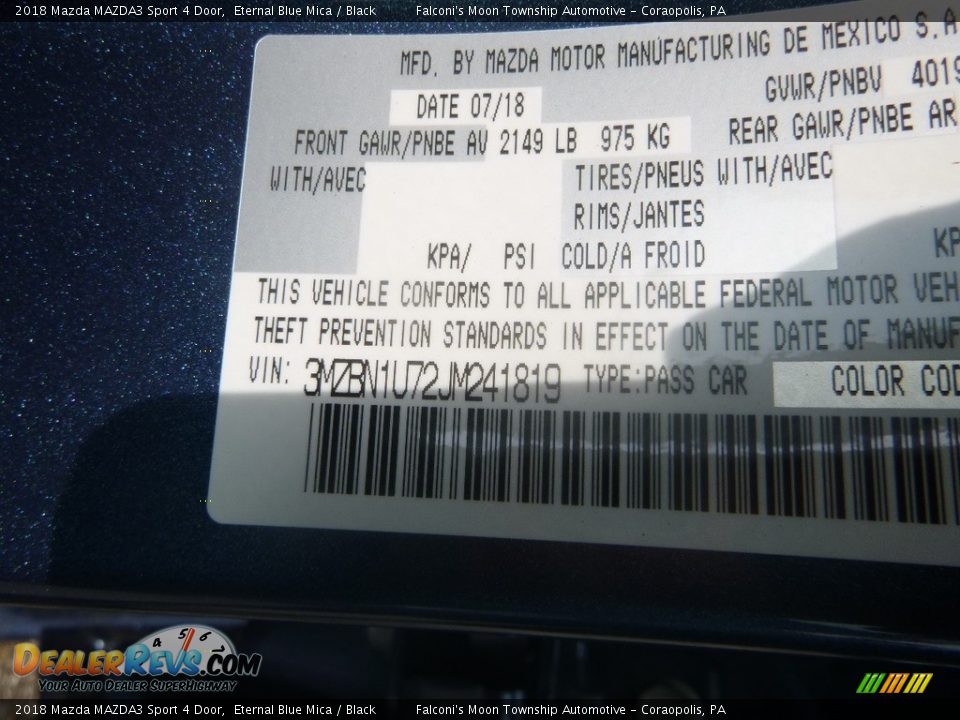 2018 Mazda MAZDA3 Sport 4 Door, Eternal Blue Mica / Black Falconi's Moon Township Automotive - Coraopolis, PA
MFD. BY MAZDA MOTOR MANUFACTURING DE MEXICO S.A
DATE 07/18 GVWR/PNBV 4019
FRONT GAWR/PNBE AV 2149 LB 975 KG REAR GAWR/PNBE AR
WITH/AVEC TIRES/PNEUS WITH/AVEC
RIMS/JANTES
KPA/ PSI COLD/A FROID KP
THIS VEHICLE CONFORMS TO ALL APPLICABLE FEDERAL MOTOR VEH
THEFT PREVENTION STANDARDS IN EFFECT ON THE DATE OF MANUF
VIN: 3MZBN1U72JM241819 TYPE:PASS CAR COLOR COD
4 5 6
DEALERREVS.COM
YOUR AUTO DEALER SUPERHIGHWAY
2018 Mazda MAZDA3 Sport 4 Door, Eternal Blue Mica / Black Falconi's Moon Township Automotive - Coraopolis, PA